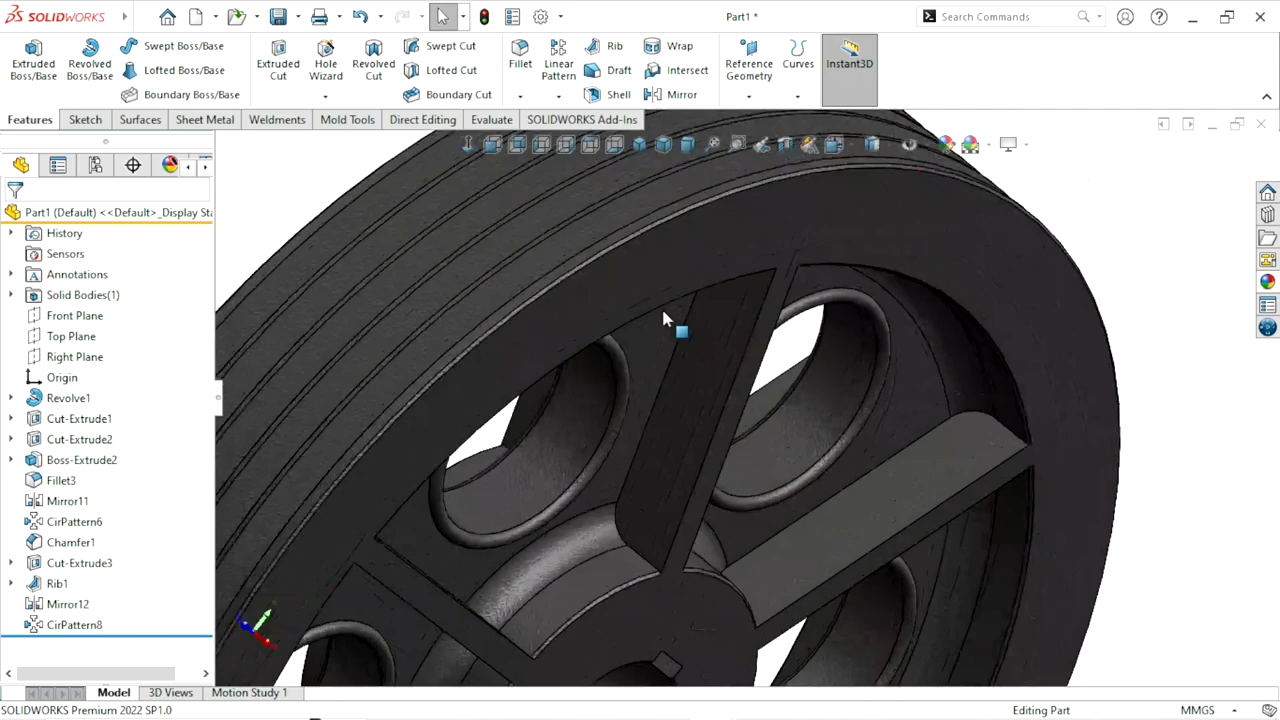 SOLIDWORKS
Part1 *
Search Commands
Extruded Boss/Base
Revolved Boss/Base
Swept Boss/Base
Lofted Boss/Base
Boundary Boss/Base
Extruded Cut
Hole Wizard
Revolved Cut
Swept Cut
Lofted Cut
Boundary Cut
Fillet
Linear Pattern
Rib
Draft
Shell
Wrap
Intersect
Mirror
Reference Geometry
Curves
Instant3D
Features
Sketch
Surfaces
Sheet Metal
Weldments
Mold Tools
Direct Editing
Evaluate
SOLIDWORKS Add-Ins
Part1 (Default) <<Default>_Display Sta
History
Sensors
Annotations
Solid Bodies(1)
Front Plane
Top Plane
Right Plane
Origin
Revolve1
Cut-Extrude1
Cut-Extrude2
Boss-Extrude2
Fillet3
Mirror11
CirPattern6
Chamfer1
Cut-Extrude3
Rib1
Mirror12
CirPattern8
Model
3D Views
Motion Study 1
SOLIDWORKS Premium 2022 SP1.0
Editing Part
MMGS